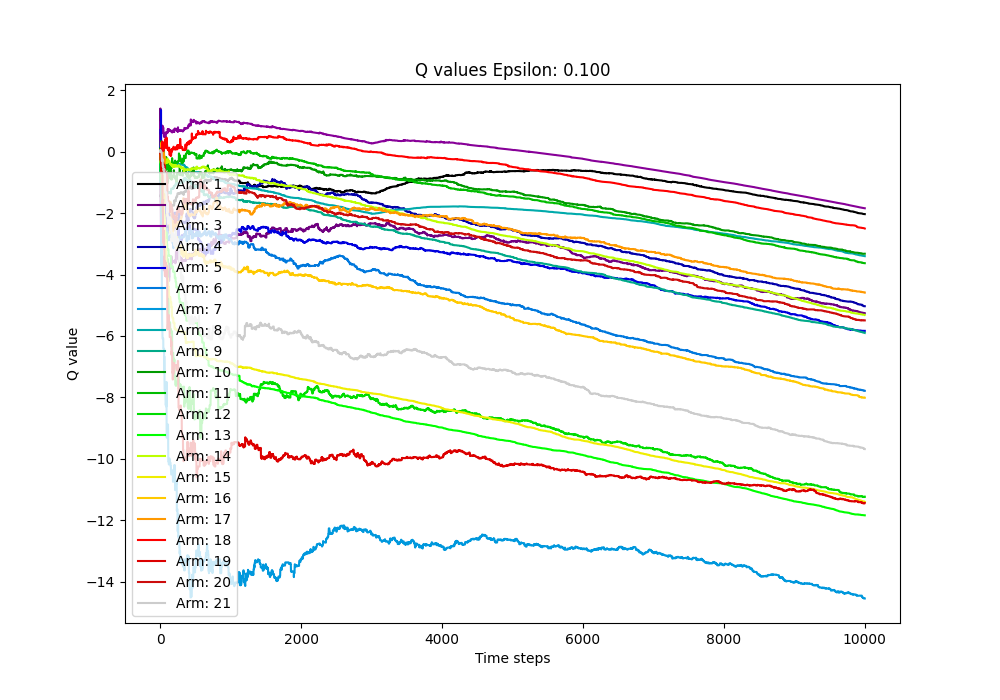 Q values Epsilon: 0.100
Q value
2
0
−2
−4
−6
−8
−10
−12
−14
Arm: 1
Arm: 2
Arm: 3
Arm: 4
Arm: 5
Arm: 6
Arm: 7
Arm: 8
Arm: 9
Arm: 10
Arm: 11
Arm: 12
Arm: 13
Arm: 14
Arm: 15
Arm: 16
Arm: 17
Arm: 18
Arm: 19
Arm: 20
Arm: 21
0 2000 4000 6000 8000 10000
Time steps